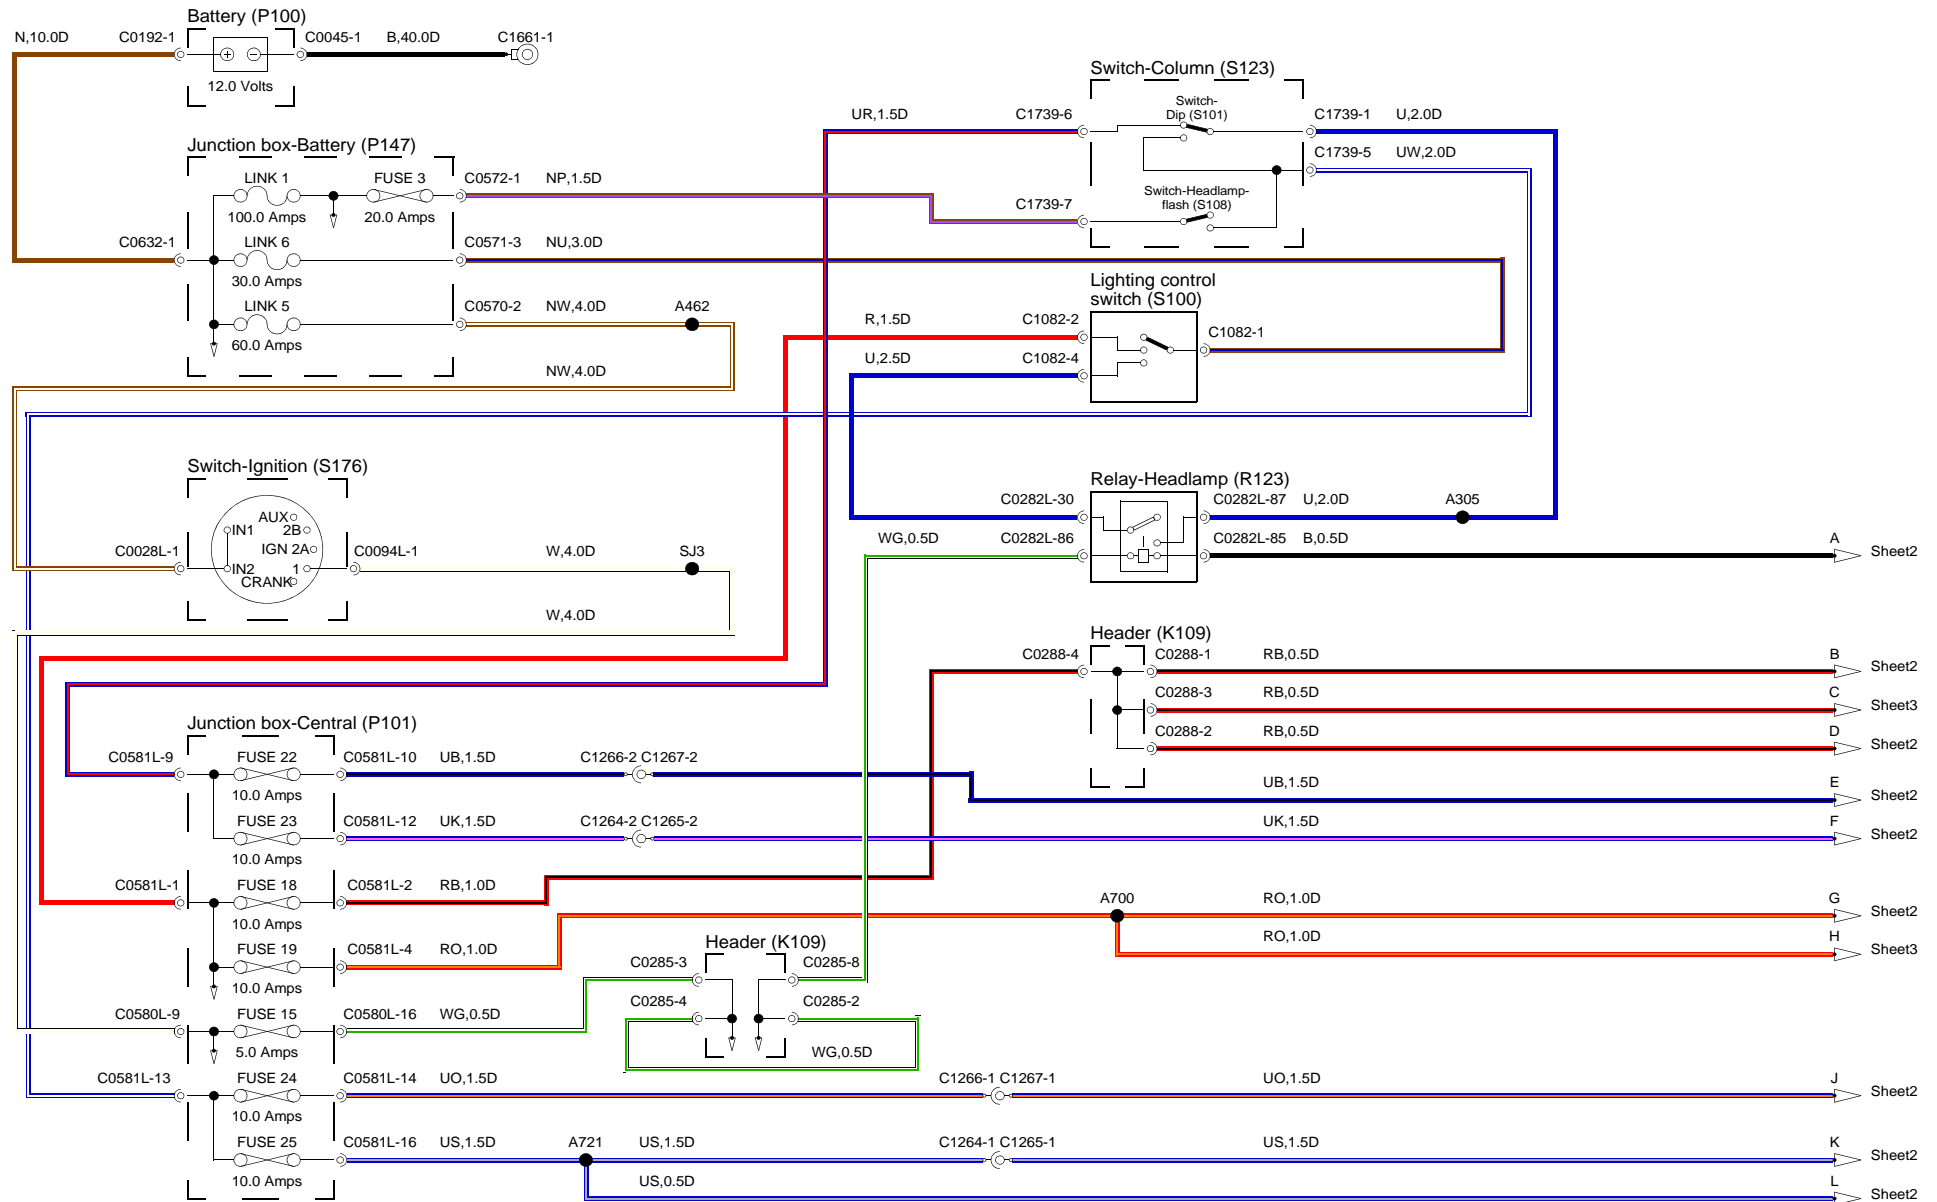 Battery (P100)
N,10.0D
C0192-1
C0045-1
B,40.0D
C1661-1
12.0 Volts
Switch-Column (S123)
Switch-
Dip (S101)
UR,1.5D
C1739-6
C1739-1
U,2.0D
C1739-5
UW,2.0D
Switch-Headlamp-
flash (S108)
C1739-7
Junction box-Battery (P147)
LINK 1
FUSE 3
C0572-1
NP,1.5D
100.0 Amps
20.0 Amps
C0632-1
LINK 6
C0571-3
NU,3.0D
30.0 Amps
LINK 5
C0570-2
NW,4.0D
A462
60.0 Amps
NW,4.0D
Lighting control
switch (S100)
R,1.5D
C1082-2
C1082-1
U,2.5D
C1082-4
Switch-Ignition (S176)
AUX
IN1
2B
IGN 2A
C0028L-1
C0094L-1
W,4.0D
SJ3
IN2
1
CRANK
W,4.0D
Relay-Headlamp (R123)
C0282L-30
C0282L-87
U,2.0D
A305
WG,0.5D
C0282L-86
C0282L-85
B,0.5D
A
Sheet2
Header (K109)
C0288-4
C0288-1
RB,0.5D
B
Sheet2
C0288-3
RB,0.5D
C
Sheet3
C0288-2
RB,0.5D
D
Sheet2
Junction box-Central (P101)
C0581L-9
FUSE 22
C0581L-10
UB,1.5D
C1266-2 C1267-2
UB,1.5D
E
Sheet2
10.0 Amps
FUSE 23
C0581L-12
UK,1.5D
C1264-2 C1265-2
UK,1.5D
F
Sheet2
10.0 Amps
C0581L-1
FUSE 18
C0581L-2
RB,1.0D
10.0 Amps
A700
RO,1.0D
G
Sheet2
FUSE 19
C0581L-4
RO,1.0D
RO,1.0D
H
Sheet3
10.0 Amps
Header (K109)
C0285-3
C0285-8
C0285-4
C0285-2
WG,0.5D
C0580L-9
FUSE 15
C0580L-16
WG,0.5D
5.0 Amps
C0581L-13
FUSE 24
C0581L-14
UO,1.5D
C1266-1 C1267-1
UO,1.5D
J
Sheet2
10.0 Amps
FUSE 25
C0581L-16
US,1.5D
A721
US,1.5D
C1264-1 C1265-1
US,1.5D
K
Sheet2
10.0 Amps
US,0.5D
L
Sheet2